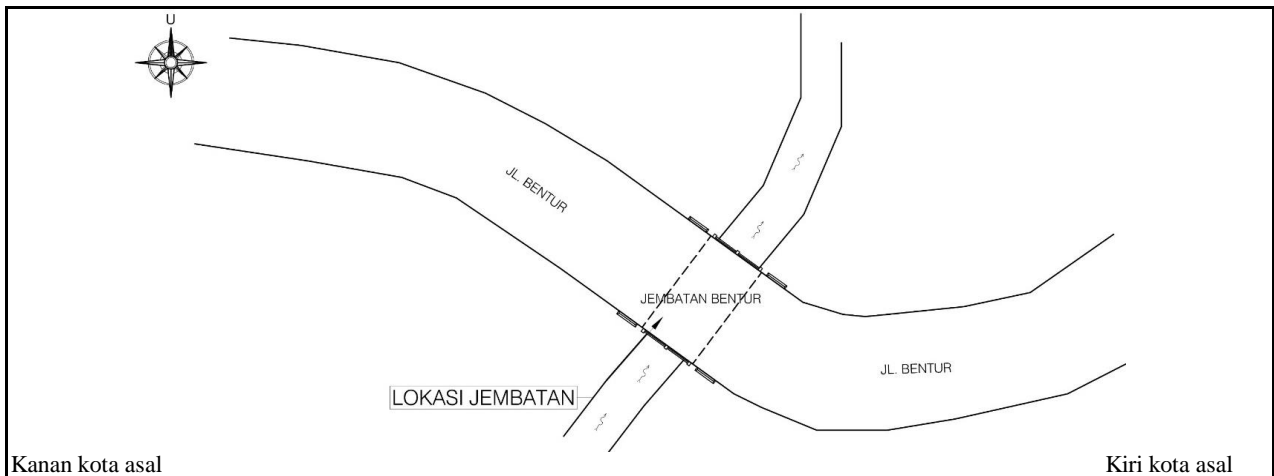 U
JL. BENTUR
JEMBATAN BENTUR
JL. BENTUR
LOKASI JEMBATAN
Kanan kota asal
Kiri kota asal